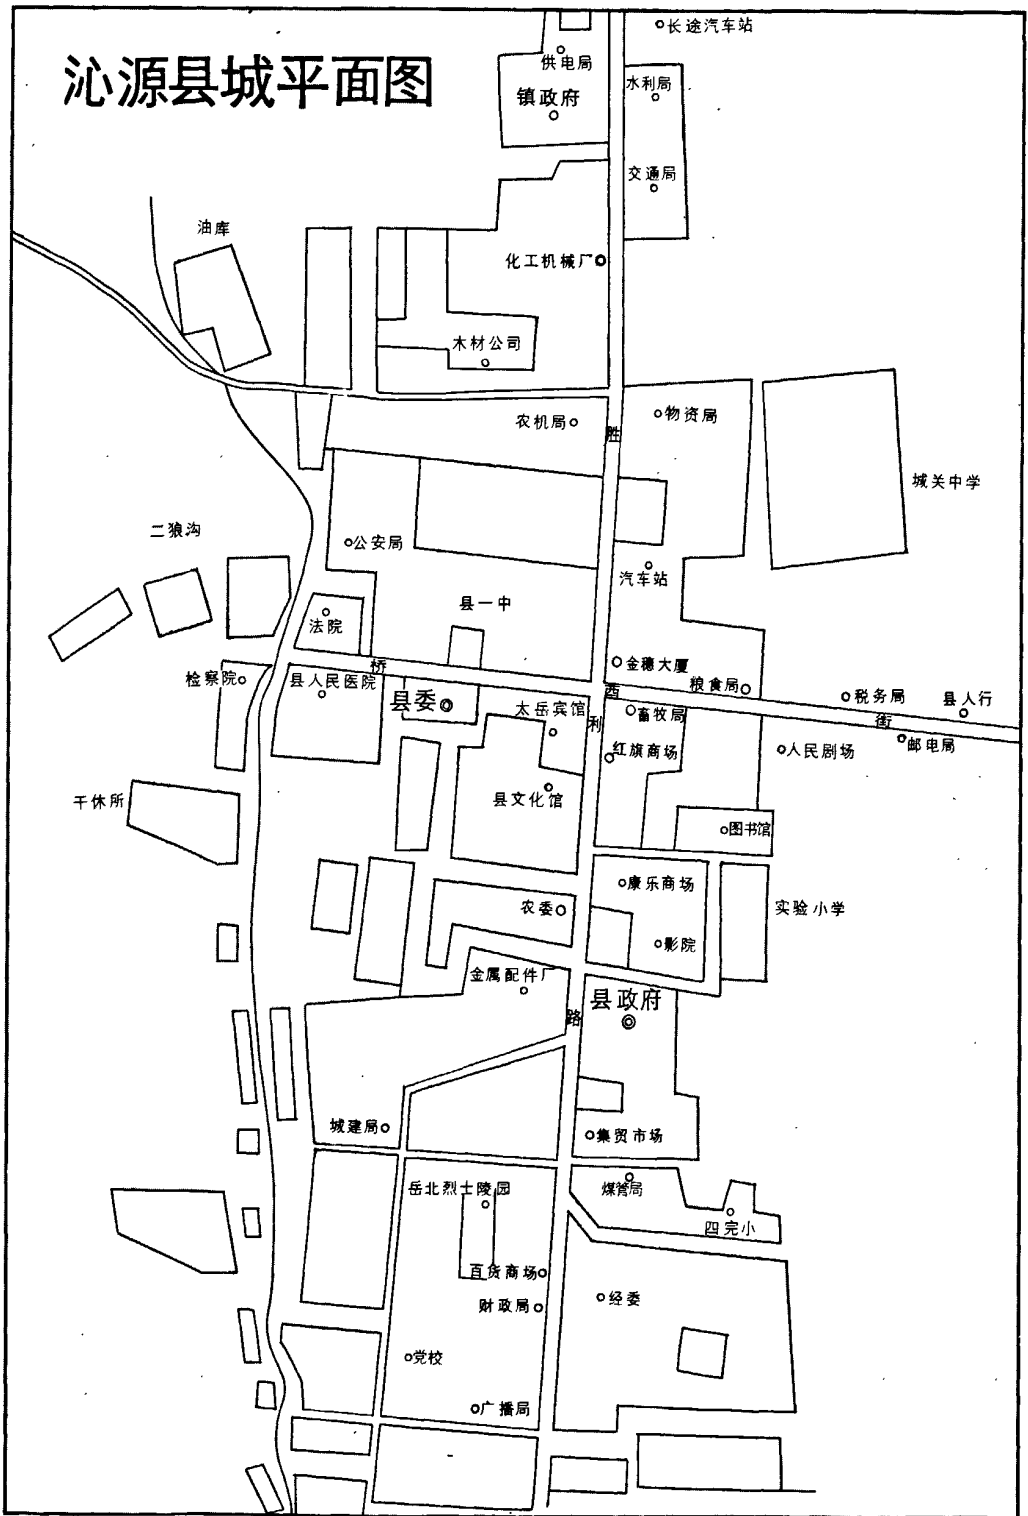 沁源县城平面图
长途汽车站
供电局
水利局
镇政府
交通局
油库
化工机械厂
木材公司
农机局
物资局
胜
城关中学
二狼沟
公安局
汽车站
县一中
法院
桥
金穗大厦
检察院
县人民医院
粮食局
西
税务局
县人行
县委
太岳宾馆
利
畜牧局
街
邮电局
红旗商场
人民剧场
干休所
县文化馆
图书馆
康乐商场
农委
实验小学
影院
金属配件厂
县政府
路
城建局
集贸市场
岳北烈士陵园
煤管局
四完小
百货商场
财政局
经委
党校
广播局